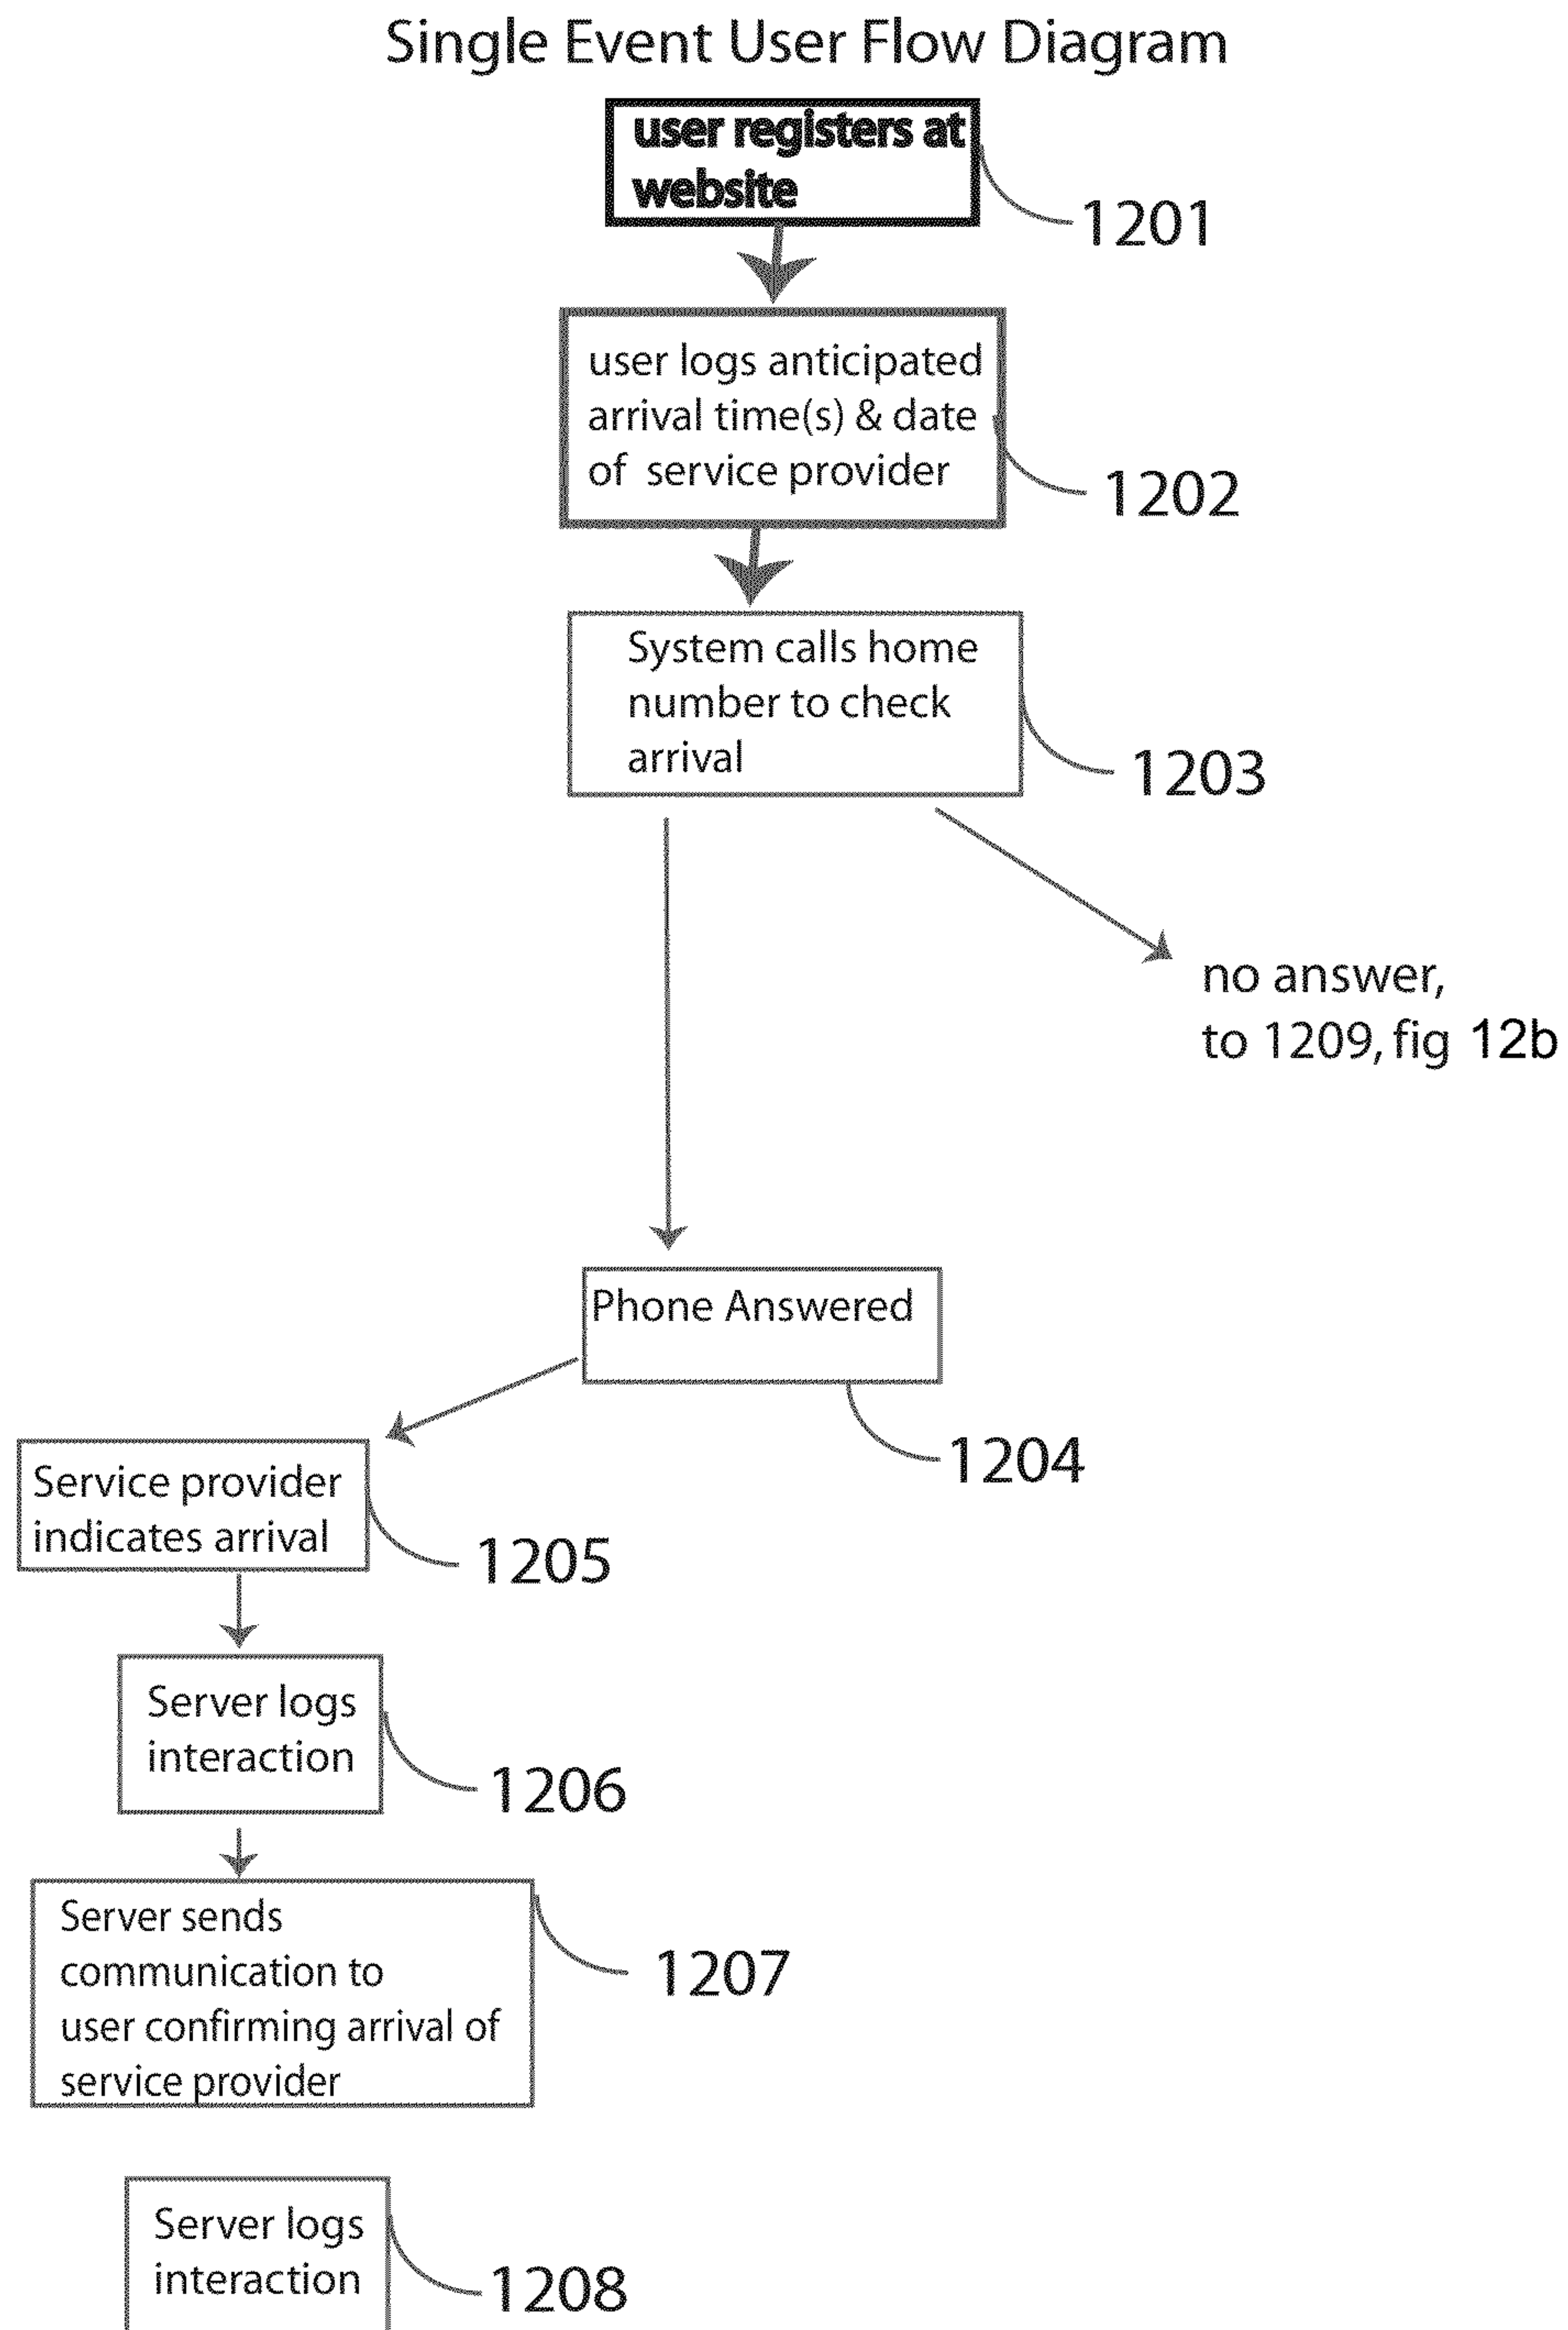 Single Event User Flow Diagram
user registers at
website
1201
user logs anticipated
arrival time(s) & date
of service provider
1202
System calls home
number to check
arrival
1203
no answer,
to 1209, fig 12b
Phone Answered
1204
Service provider
indicates arrival
1205
Server logs
interaction
1206
Server sends
communication to
user confirming arrival of
service provider
1207
Server logs
interaction
1208